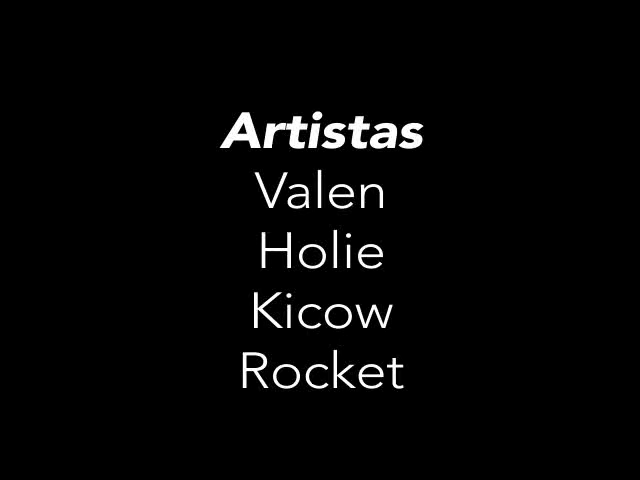 Artistas
Valen
Holie
Kicow
Rocket